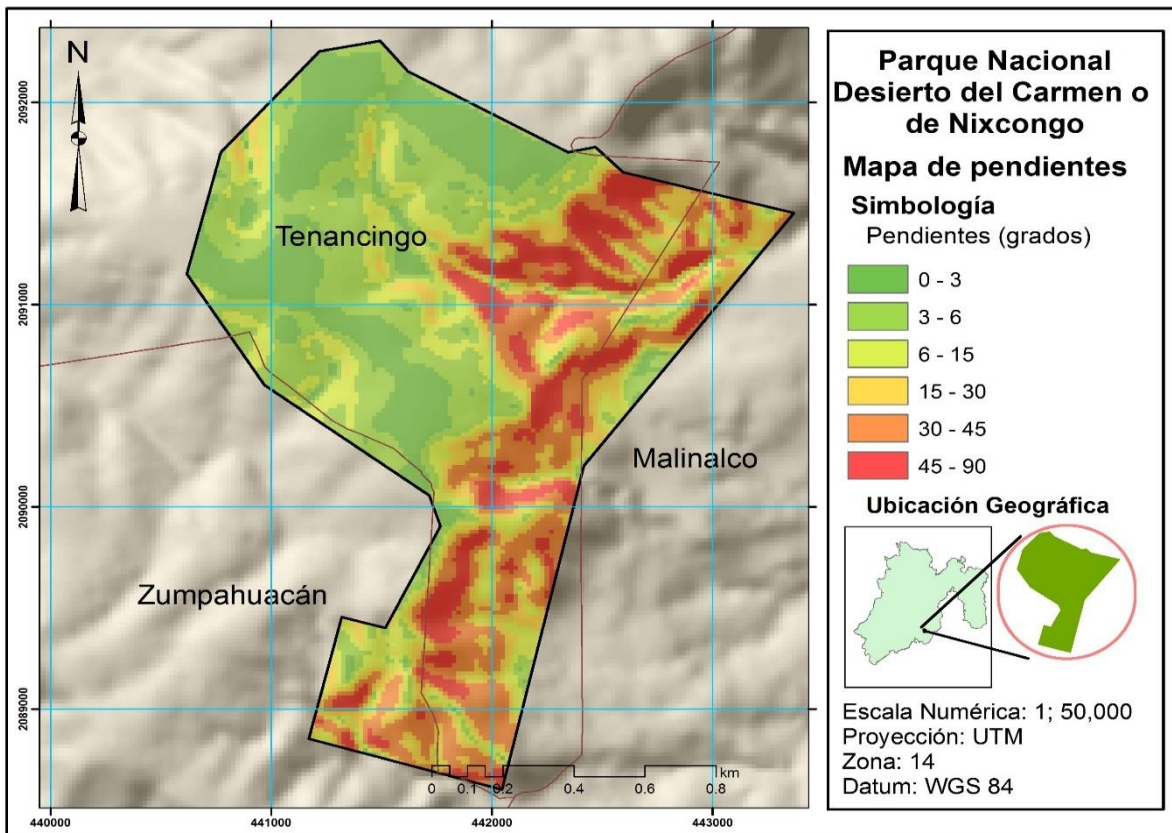 N
Tenancingo
Malinalco
Zumpahuacán
2092000
2091000
2090000
2089000
440000
441000
442000
443000
0 0.1 0.2 0.4 0.6 0.8
km
Parque Nacional
Desierto del Carmen o
de Nixcongo
Mapa de pendientes
Simbología
Pendientes (grados)
0 - 3
3 - 6
6 - 15
15 - 30
30 - 45
45 - 90
Ubicación Geográfica
Escala Numérica: 1; 50,000
Proyección: UTM
Zona: 14
Datum: WGS 84